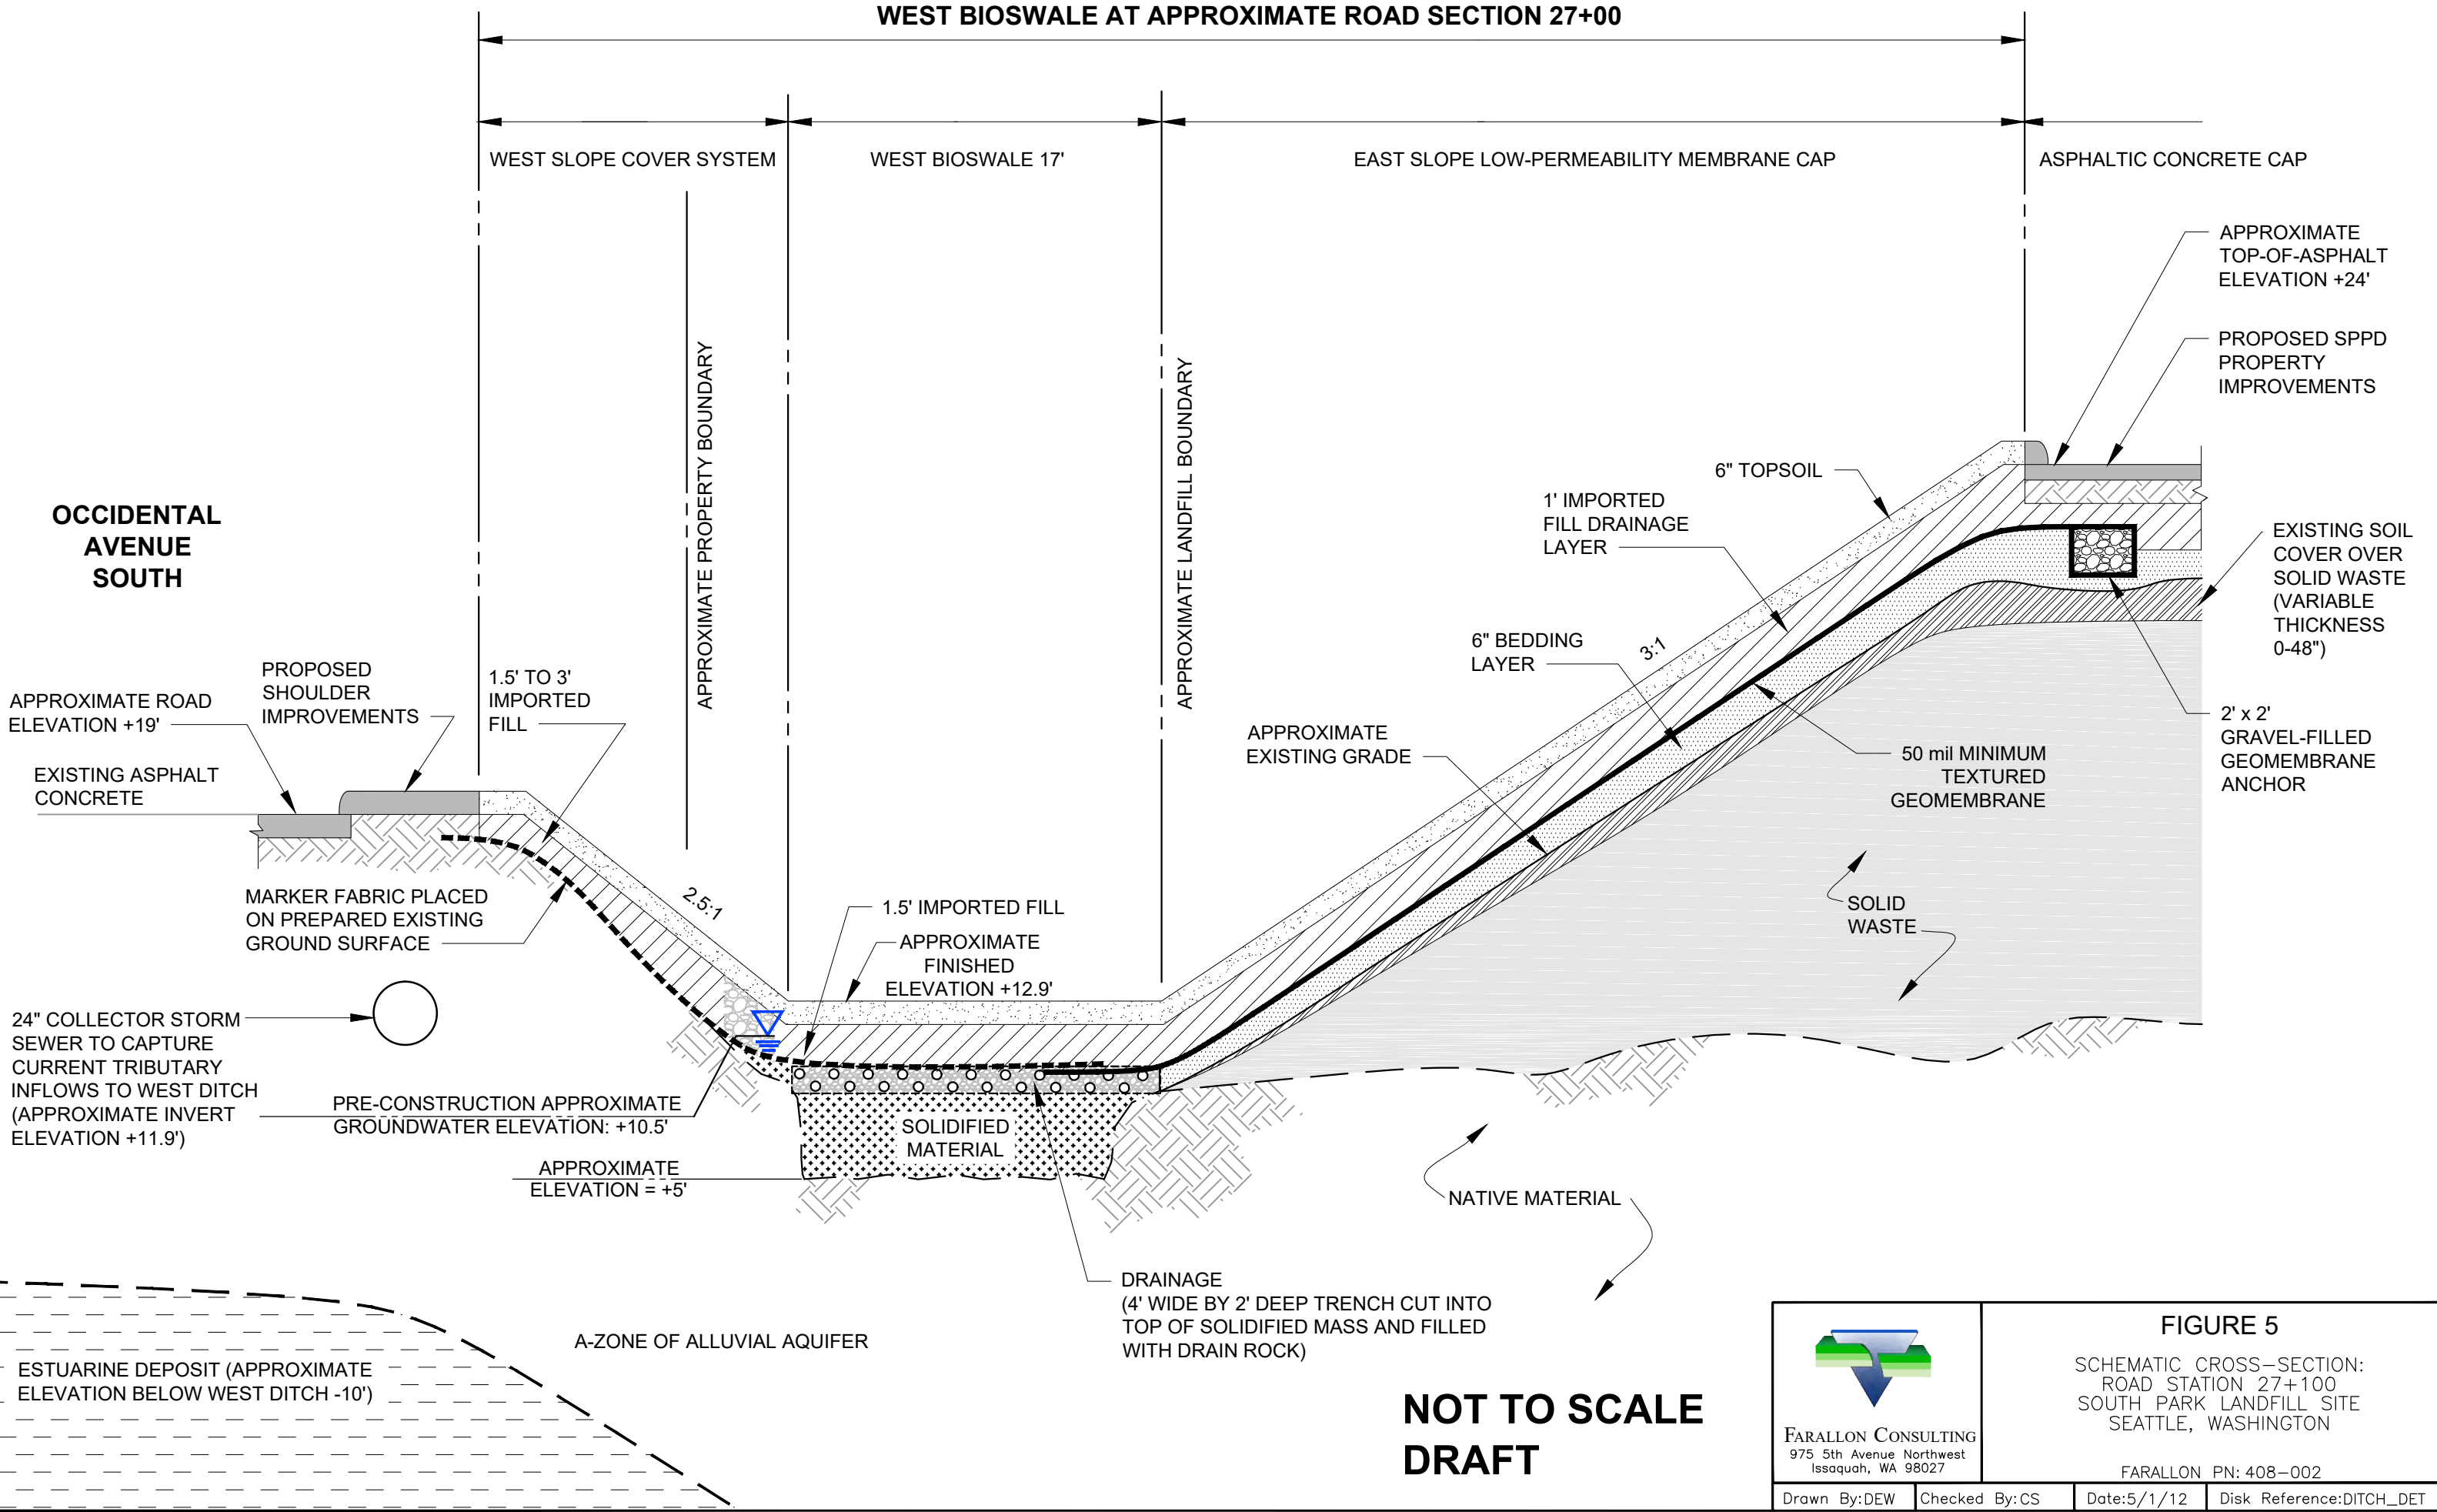 WEST BIOSWALE AT APPROXIMATE ROAD SECTION 27+00
WEST SLOPE COVER SYSTEM
WEST BIOSWALE 17'
EAST SLOPE LOW-PERMEABILITY MEMBRANE CAP
ASPHALTIC CONCRETE CAP
APPROXIMATE PROPERTY BOUNDARY
APPROXIMATE LANDFILL BOUNDARY
APPROXIMATE
TOP-OF-ASPHALT
ELEVATION +24'
PROPOSED SPPD
PROPERTY
IMPROVEMENTS
6" TOPSOIL
1' IMPORTED
FILL DRAINAGE
LAYER
6" BEDDING
LAYER
3:1
APPROXIMATE
EXISTING GRADE
EXISTING SOIL
COVER OVER
SOLID WASTE
(VARIABLE
THICKNESS
0-48")
2' x 2'
GRAVEL-FILLED
GEOMEMBRANE
ANCHOR
50 mil MINIMUM
TEXTURED
GEOMEMBRANE
SOLID
WASTE
OCCIDENTAL
AVENUE
SOUTH
APPROXIMATE ROAD
ELEVATION +19'
PROPOSED
SHOULDER
IMPROVEMENTS
1.5' TO 3'
IMPORTED
FILL
EXISTING ASPHALT
CONCRETE
MARKER FABRIC PLACED
ON PREPARED EXISTING
GROUND SURFACE
2.5:1
1.5' IMPORTED FILL
APPROXIMATE
FINISHED
ELEVATION +12.9'
24" COLLECTOR STORM
SEWER TO CAPTURE
CURRENT TRIBUTARY
INFLOWS TO WEST DITCH
(APPROXIMATE INVERT
ELEVATION +11.9')
PRE-CONSTRUCTION APPROXIMATE
GROUNDWATER ELEVATION: +10.5'
SOLIDIFIED
MATERIAL
APPROXIMATE
ELEVATION = +5'
NATIVE MATERIAL
DRAINAGE
(4' WIDE BY 2' DEEP TRENCH CUT INTO
TOP OF SOLIDIFIED MASS AND FILLED
WITH DRAIN ROCK)
A-ZONE OF ALLUVIAL AQUIFER
ESTUARINE DEPOSIT (APPROXIMATE
ELEVATION BELOW WEST DITCH -10')
NOT TO SCALE
DRAFT
FARALLON CONSULTING
975 5th Avenue Northwest
Issaquah, WA 98027
FIGURE 5
SCHEMATIC CROSS-SECTION:
ROAD STATION 27+100
SOUTH PARK LANDFILL SITE
SEATTLE, WASHINGTON
FARALLON PN: 408-002
Drawn By:DEW
Checked By:CS
Date:5/1/12
Disk Reference:DITCH_DET